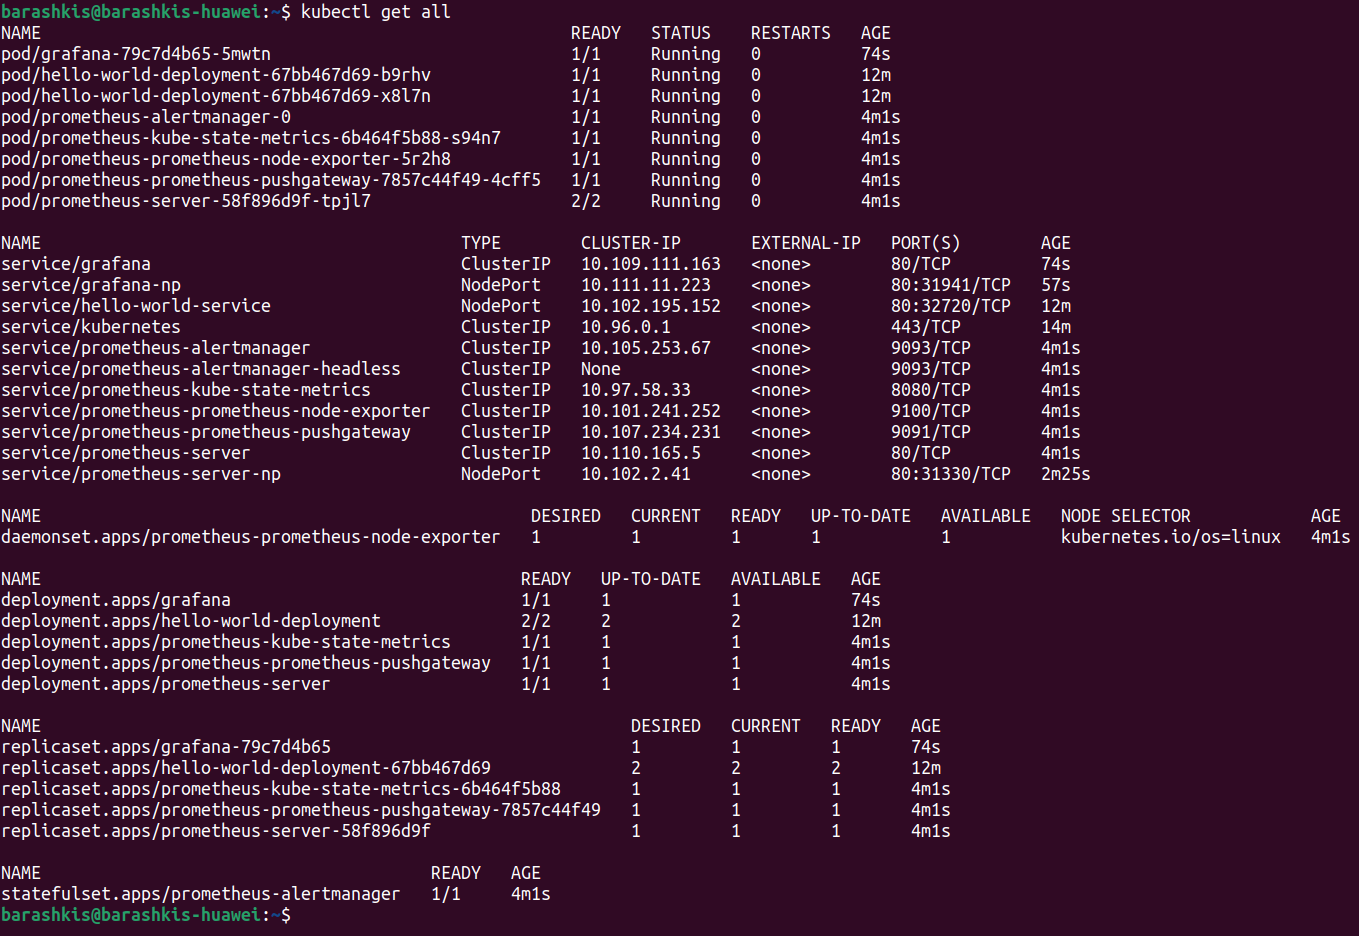 barashkis@barashkis-huawei:~$ kubectl get all
NAME READY STATUS RESTARTS AGE
pod/grafana-79c7d4b65-5mwtn 1/1 Running 0 74s
pod/hello-world-deployment-67bb467d69-b9rhv 1/1 Running 0 12m
pod/hello-world-deployment-67bb467d69-x8l7n 1/1 Running 0 12m
pod/prometheus-alertmanager-0 1/1 Running 0 4m1s
pod/prometheus-kube-state-metrics-6b464f5b88-s94n7 1/1 Running 0 4m1s
pod/prometheus-prometheus-node-exporter-5r2h8 1/1 Running 0 4m1s
pod/prometheus-prometheus-pushgateway-7857c44f49-4cff5 1/1 Running 0 4m1s
pod/prometheus-server-58f896d9f-tpjl7 2/2 Running 0 4m1s
NAME TYPE CLUSTER-IP EXTERNAL-IP PORT(S) AGE
service/grafana ClusterIP 10.109.111.163 <none> 80/TCP 74s
service/grafana-np NodePort 10.111.11.223 <none> 80:31941/TCP 57s
service/hello-world-service NodePort 10.102.195.152 <none> 80:32720/TCP 12m
service/kubernetes ClusterIP 10.96.0.1 <none> 443/TCP 14m
service/prometheus-alertmanager ClusterIP 10.105.253.67 <none> 9093/TCP 4m1s
service/prometheus-alertmanager-headless ClusterIP None <none> 9093/TCP 4m1s
service/prometheus-kube-state-metrics ClusterIP 10.97.58.33 <none> 8080/TCP 4m1s
service/prometheus-prometheus-node-exporter ClusterIP 10.101.241.252 <none> 9100/TCP 4m1s
service/prometheus-prometheus-pushgateway ClusterIP 10.107.234.231 <none> 9091/TCP 4m1s
service/prometheus-server ClusterIP 10.110.165.5 <none> 80/TCP 4m1s
service/prometheus-server-np NodePort 10.102.2.41 <none> 80:31330/TCP 2m25s
NAME DESIRED CURRENT READY UP-TO-DATE AVAILABLE NODE SELECTOR AGE
daemonset.apps/prometheus-prometheus-node-exporter 1 1 1 1 1 kubernetes.io/os=linux 4m1s
NAME READY UP-TO-DATE AVAILABLE AGE
deployment.apps/grafana 1/1 1 1 74s
deployment.apps/hello-world-deployment 2/2 2 2 12m
deployment.apps/prometheus-kube-state-metrics 1/1 1 1 4m1s
deployment.apps/prometheus-prometheus-pushgateway 1/1 1 1 4m1s
deployment.apps/prometheus-server 1/1 1 1 4m1s
NAME DESIRED CURRENT READY AGE
replicaset.apps/grafana-79c7d4b65 1 1 1 74s
replicaset.apps/hello-world-deployment-67bb467d69 2 2 2 12m
replicaset.apps/prometheus-kube-state-metrics-6b464f5b88 1 1 1 4m1s
replicaset.apps/prometheus-prometheus-pushgateway-7857c44f49 1 1 1 4m1s
replicaset.apps/prometheus-server-58f896d9f 1 1 1 4m1s
NAME READY AGE
statefulset.apps/prometheus-alertmanager 1/1 4m1s
barashkis@barashkis-huawei:~$